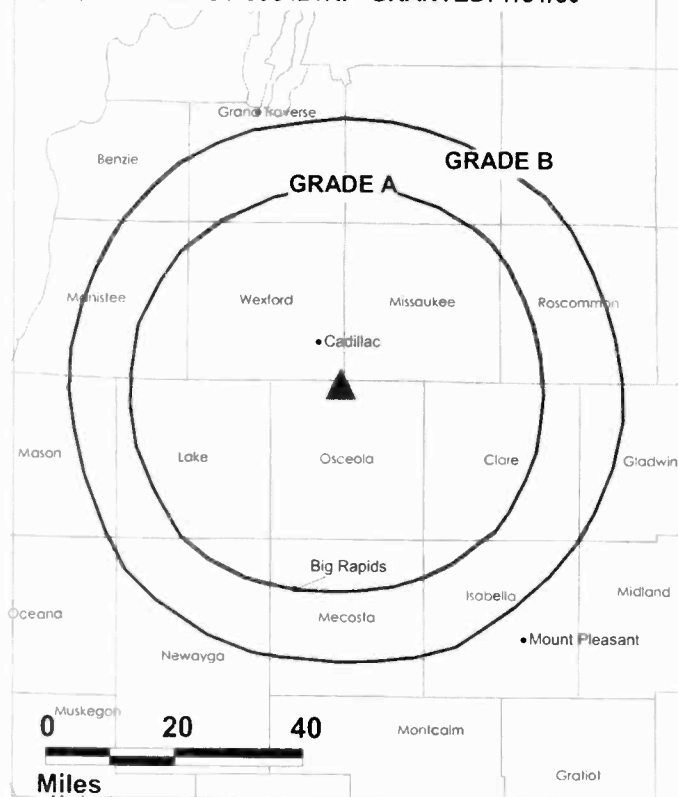 Grand Traverse
Benzie
GRADE B
GRADE A
Manistee
Wexford
Missaukee
Roscommon
Cadillac
Mason
Lake
Osceola
Clare
Gladwin
Big Rapids
Oceana
Mecosta
Isabella
Midland
Mount Pleasant
Newayga
Muskegon
0 20 40
Miles
Montcalm
Gratiot